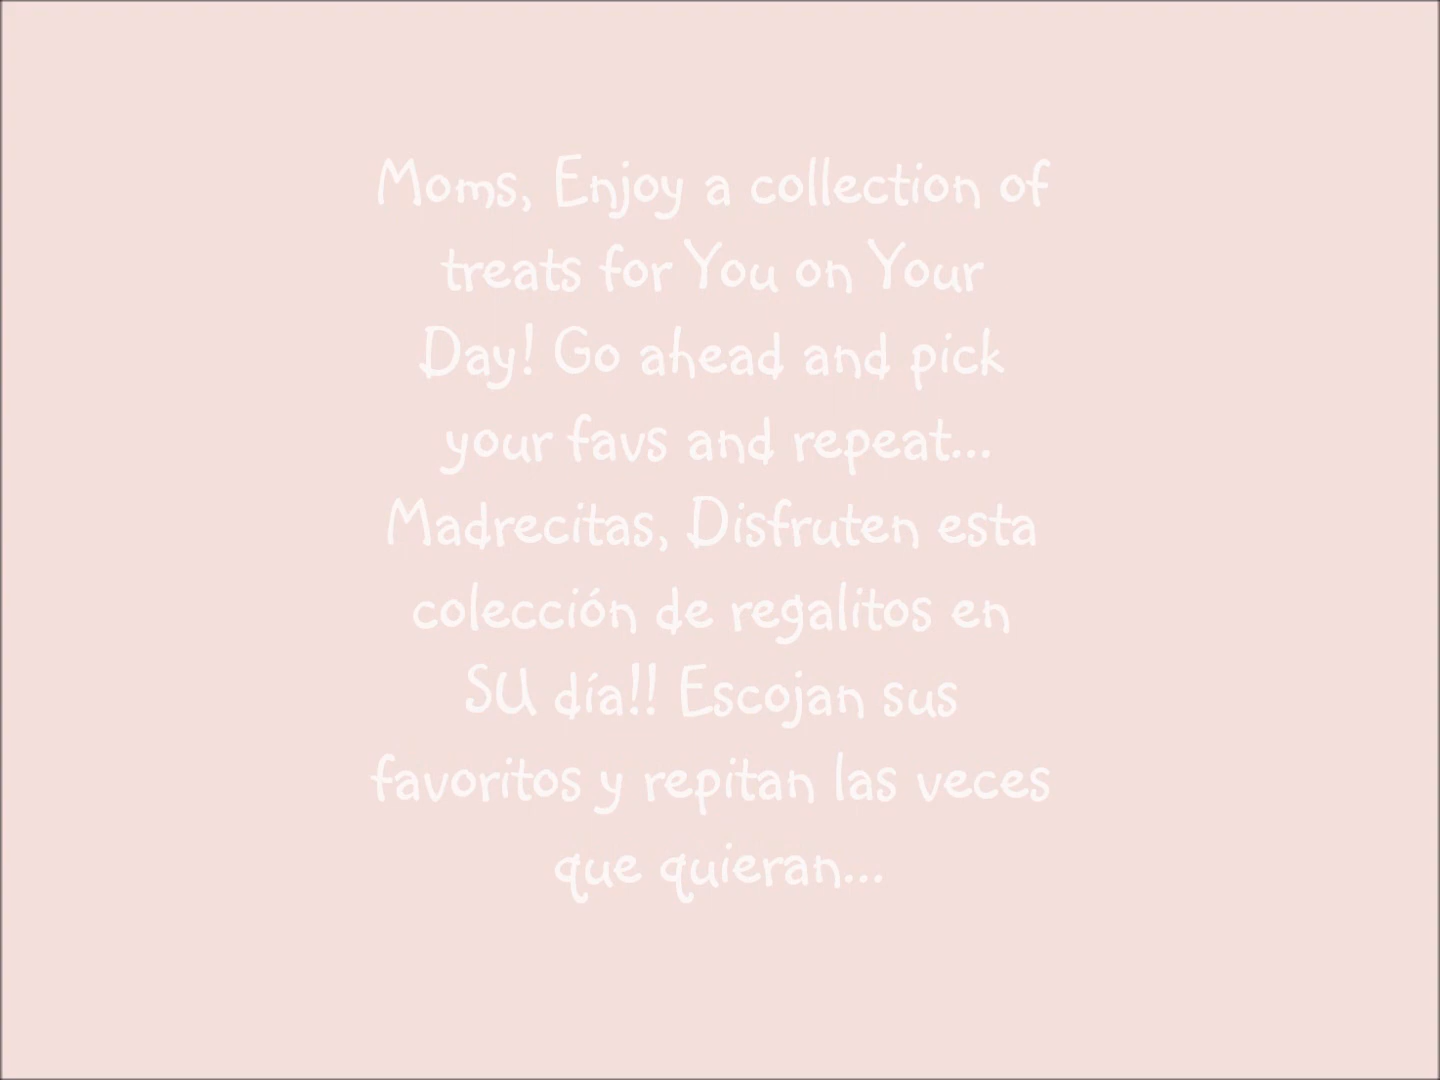 Moms, Enjoy a collection of
treats for You on Your
Day! Go ahead and pick
your favs and repeat...
Madrecitas, Disfruten esta
colección de regalitos en
SU día!! Escojan sus
favoritos y repitan las veces
que quieran...